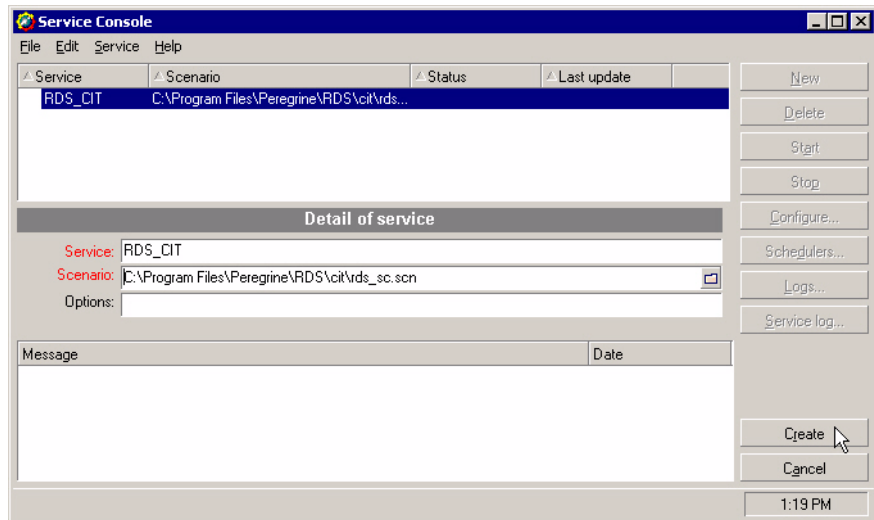 Service Console
File Edit Service Help
Service Scenario Status Last update
RDS_CIT C:\Program Files\Peregrine\RDS\cit\rds...
New
Delete
Start
Stop
Detail of service
Configure...
Service: RDS_CIT
Schedulers...
Scenario: C:\Program Files\Peregrine\RDS\cit\rds_sc.scn
Logs...
Options:
Service log...
Message Date
Create
Cancel
1:19 PM